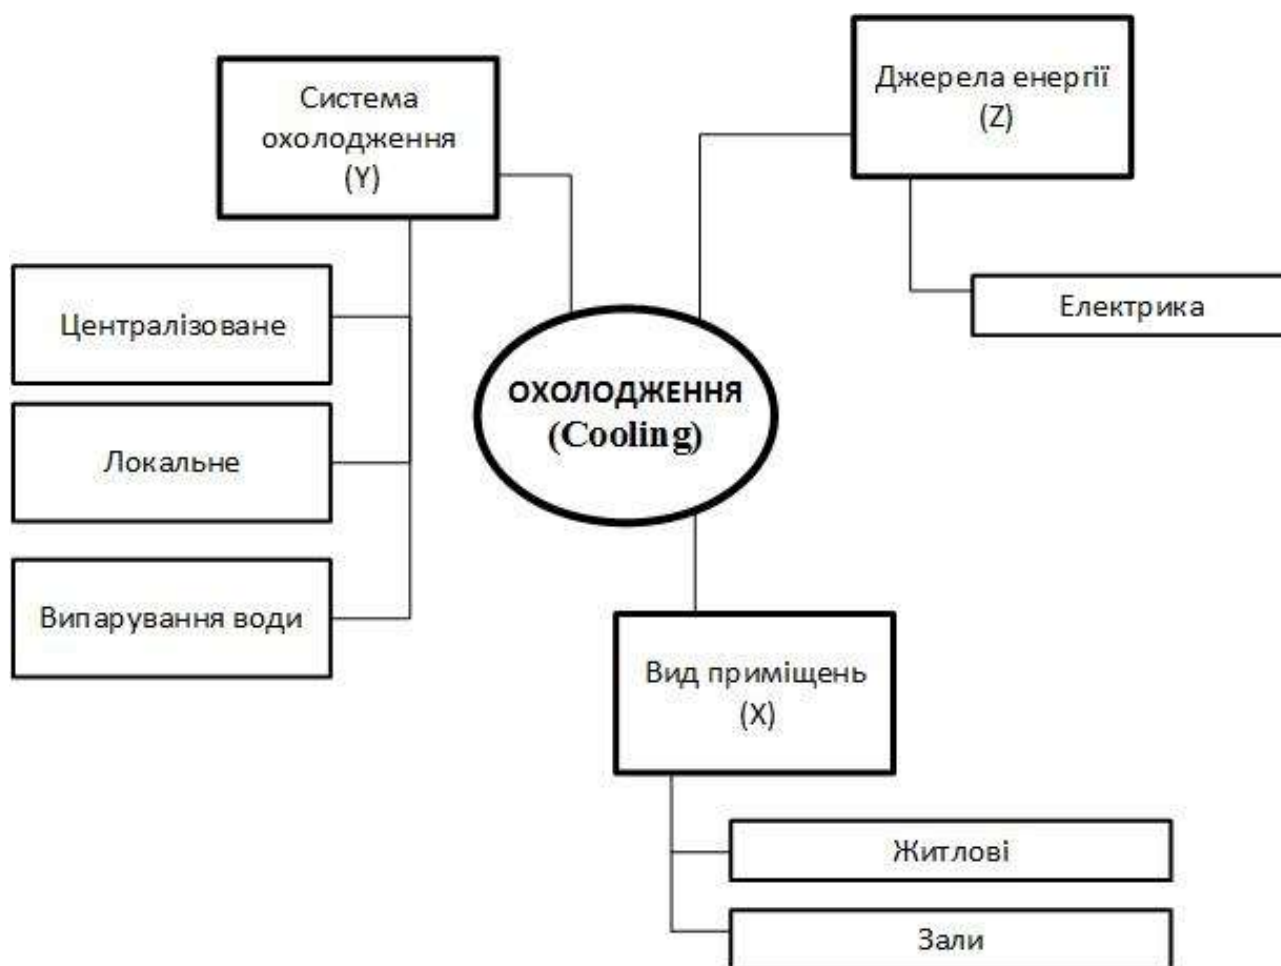 Система
охолодження
(Y)
Джерела енергії
(Z)
Централізоване
Електрика
ОХОЛОДЖЕННЯ
(Cooling)
Локальне
Випарування води
Вид приміщень
(X)
Житлові
Зали